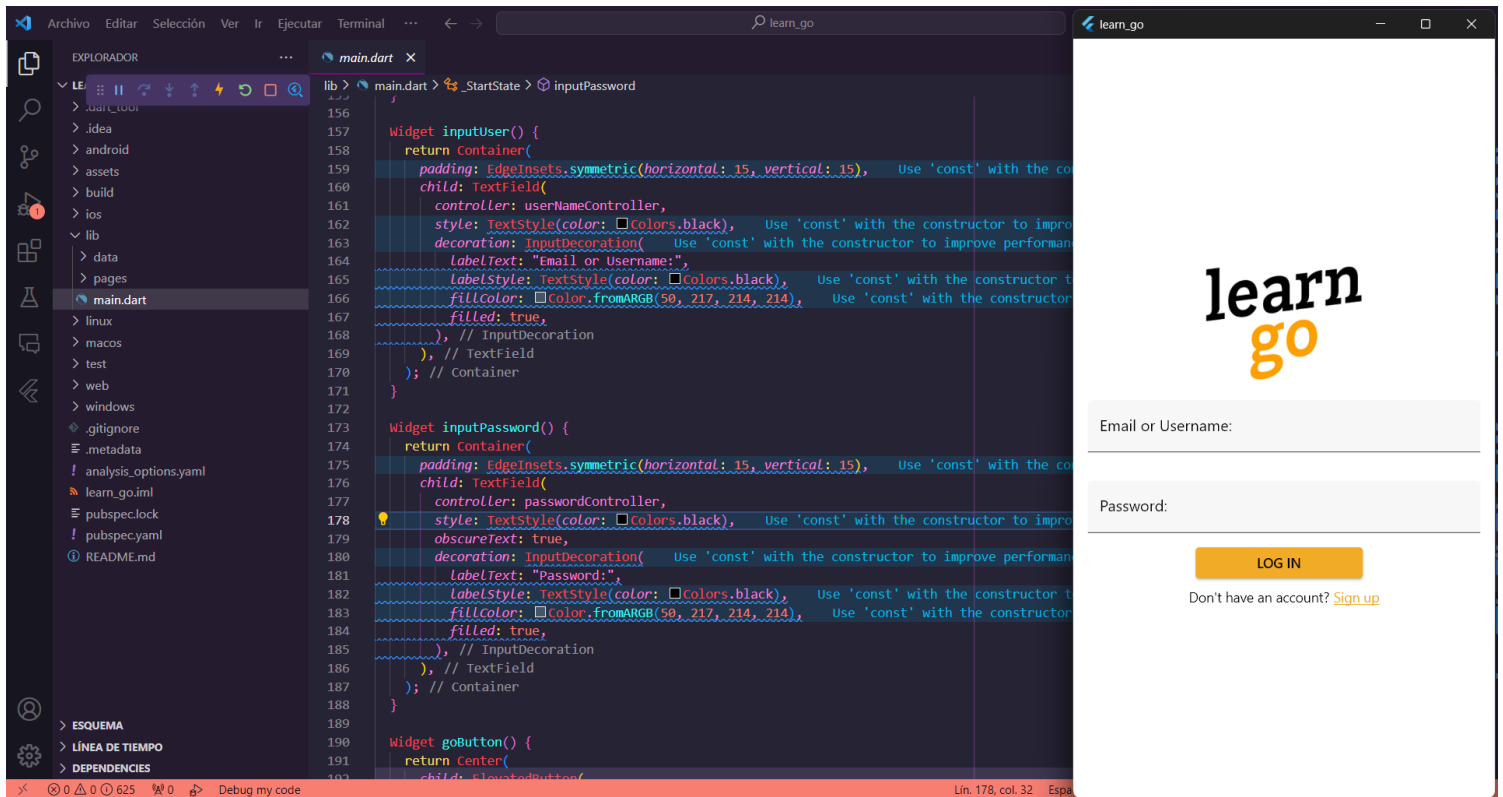 Archivo Editar Selección Ver Ir Ejecutar Terminal ··· learn_go
EXPLORADOR ···
LE
.dart_tool
.idea
android
assets
build
ios
lib
data
pages
main.dart
linux
macos
test
web
windows
.gitignore
.metadata
analysis_options.yaml
learn_go.iml
pubspec.lock
pubspec.yaml
README.md
ESQUEMA
LÍNEA DE TIEMPO
DEPENDENCIES
1
main.dart
lib > main.dart > _StartState > inputPassword
155 }
156
157 Widget inputUser() {
158 return Container(
159 padding: EdgeInsets.symmetric(horizontal: 15, vertical: 15), Use 'const' with the co
160 child: TextField(
161 controller: userNameController,
162 style: TextStyle(color: Colors.black), Use 'const' with the constructor to impro
163 decoration: InputDecoration( Use 'const' with the constructor to improve performan
164 labelText: "Email or Username:",
165 labelStyle: TextStyle(color: Colors.black), Use 'const' with the constructor t
166 fillColor: Color.fromARGB(50, 217, 214, 214), Use 'const' with the constructor
167 filled: true,
168 ), // InputDecoration
169 ), // TextField
170 ); // Container
171 }
172
173 Widget inputPassword() {
174 return Container(
175 padding: EdgeInsets.symmetric(horizontal: 15, vertical: 15), Use 'const' with the co
176 child: TextField(
177 controller: passwordController,
178 style: TextStyle(color: Colors.black), Use 'const' with the constructor to impro
179 obscureText: true,
180 decoration: InputDecoration( Use 'const' with the constructor to improve performan
181 labelText: "Password:",
182 labelStyle: TextStyle(color: Colors.black), Use 'const' with the constructor t
183 fillColor: Color.fromARGB(50, 217, 214, 214), Use 'const' with the constructor
184 filled: true,
185 ), // InputDecoration
186 ), // TextField
187 ); // Container
188 }
189
190 Widget goButton() {
191 return Center(
192 child: ElevatedButton(
0 0 625 0 Debug my code Lín. 178, col. 32 Espa
learn_go
learn
go
Email or Username:
Password:
LOG IN
Don't have an account? Sign up